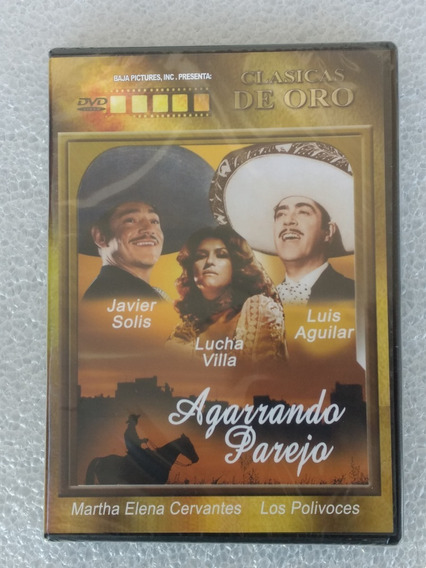 BAJA PICTURES, INC. PRESENTA:
DVD
CLASICAS
DE ORO
Javier
Solis
Lucha
Villa
Luis
Aguilar
Agarrando
Parejo
Martha Elena Cervantes Los Polivoces